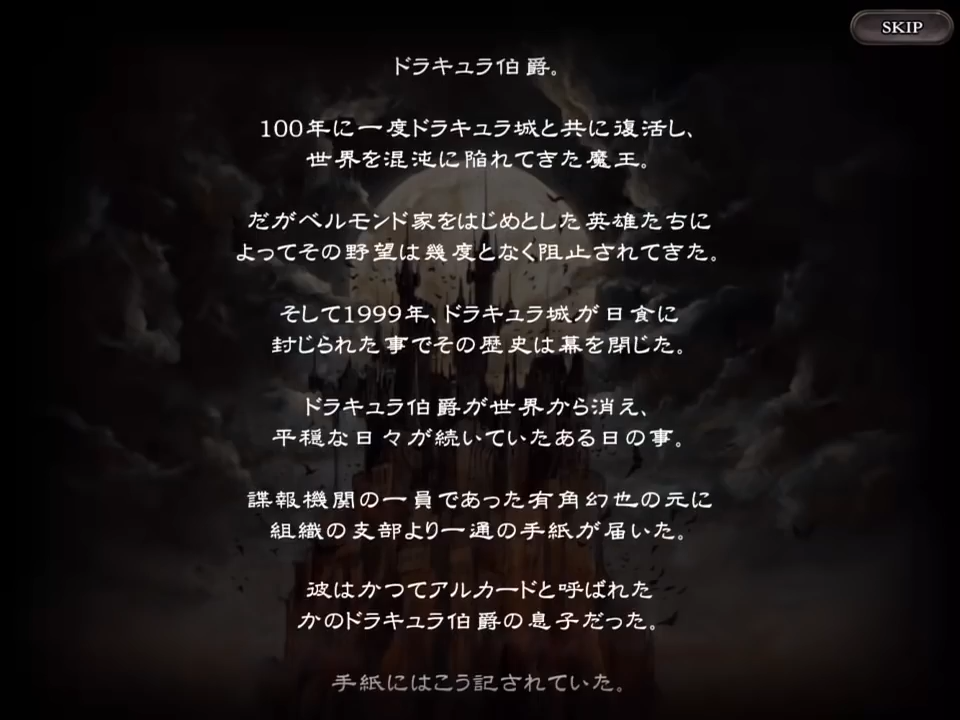 SKIP
ドラキュラ伯爵。
100年に一度ドラキュラ城と共に復活し、
世界を混沌に陥れてきた魔王。
だがベルモンド家をはじめとした英雄たちに
よってその野望は幾度となく阻止されてきた。
そして1999年、ドラキュラ城が日食に
封じられた事でその歴史は幕を閉じた。
ドラキュラ伯爵が世界から消え、
平穏な日々が続いていたある日の事。
諜報機関の一員であった有角幻也の元に
組織の支部より一通の手紙が届いた。
彼はかつてアルカードと呼ばれた
かのドラキュラ伯爵の息子だった。
手紙にはこう記されていた。